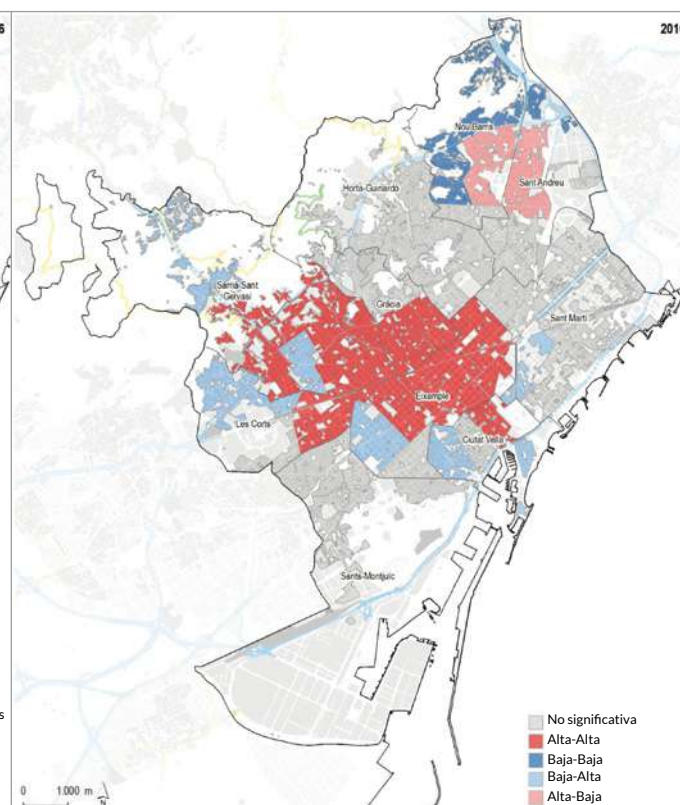 Nou Barris
Sant Andreu
Horta-Guinardó
Sarrià-Sant
Gervasi
Gràcia
Sant Martí
Eixample
Les Corts
Ciutat Vella
Sants-Montjuïc
No significativa
Alta-Alta
Baja-Baja
Baja-Alta
Alta-Baja
0 1.000 m
N